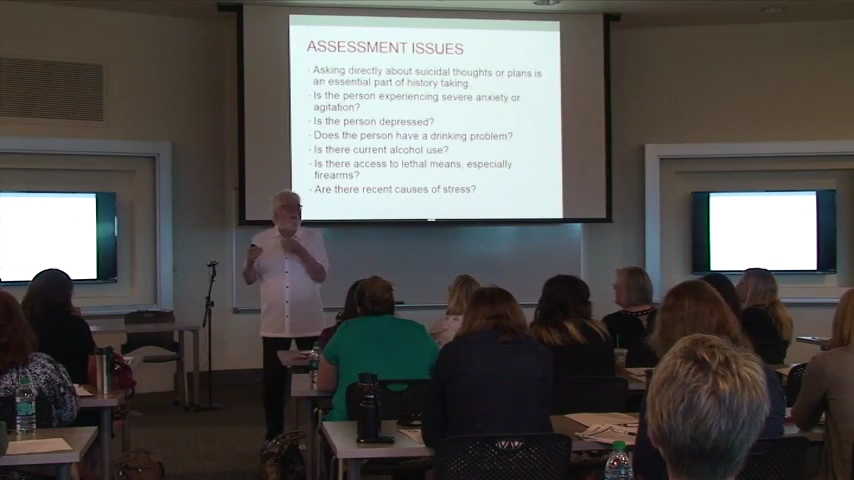 ASSESSMENT ISSUES
· Asking directly about suicidal thoughts or plans is
an essential part of history taking
· Is the person experiencing severe anxiety or
agitation?
· Is the person depressed?
· Does the person have a drinking problem?
· Is there current alcohol use?
· Is there access to lethal means, especially
firearms?
· Are there recent causes of stress?